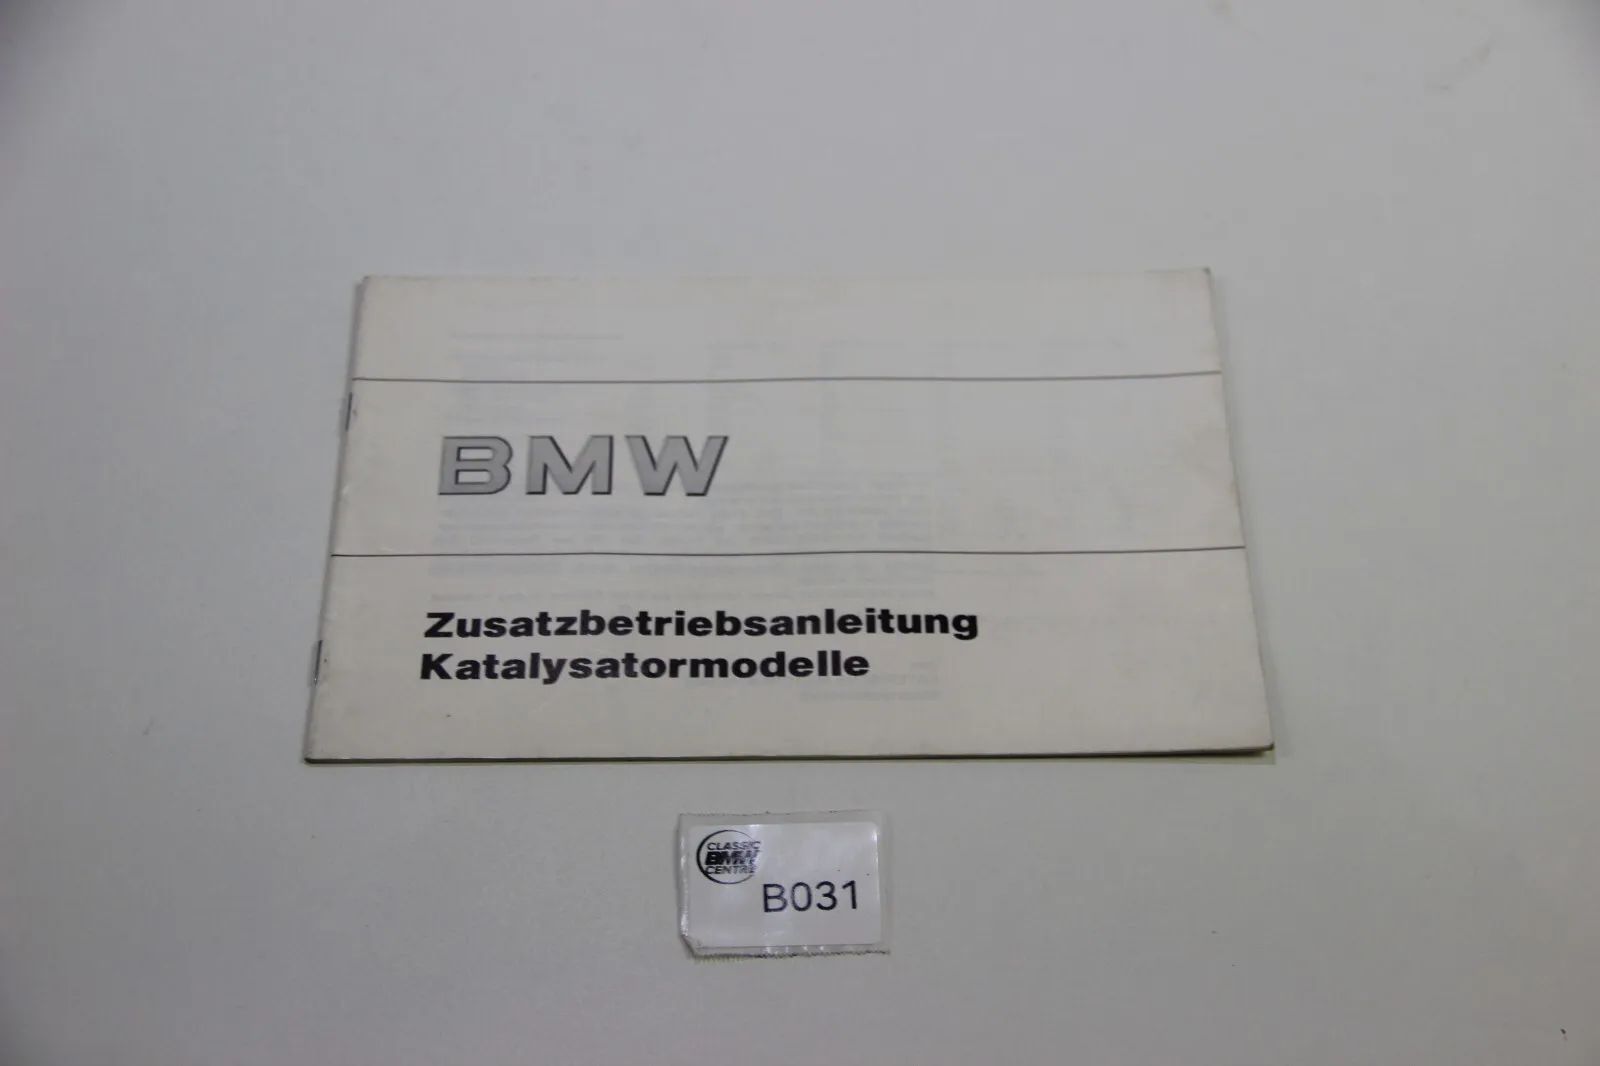 BMW
Zusatzbetriebsanleitung
Katalysatormodelle
CLASSIC
BMW
CENTRE
B031